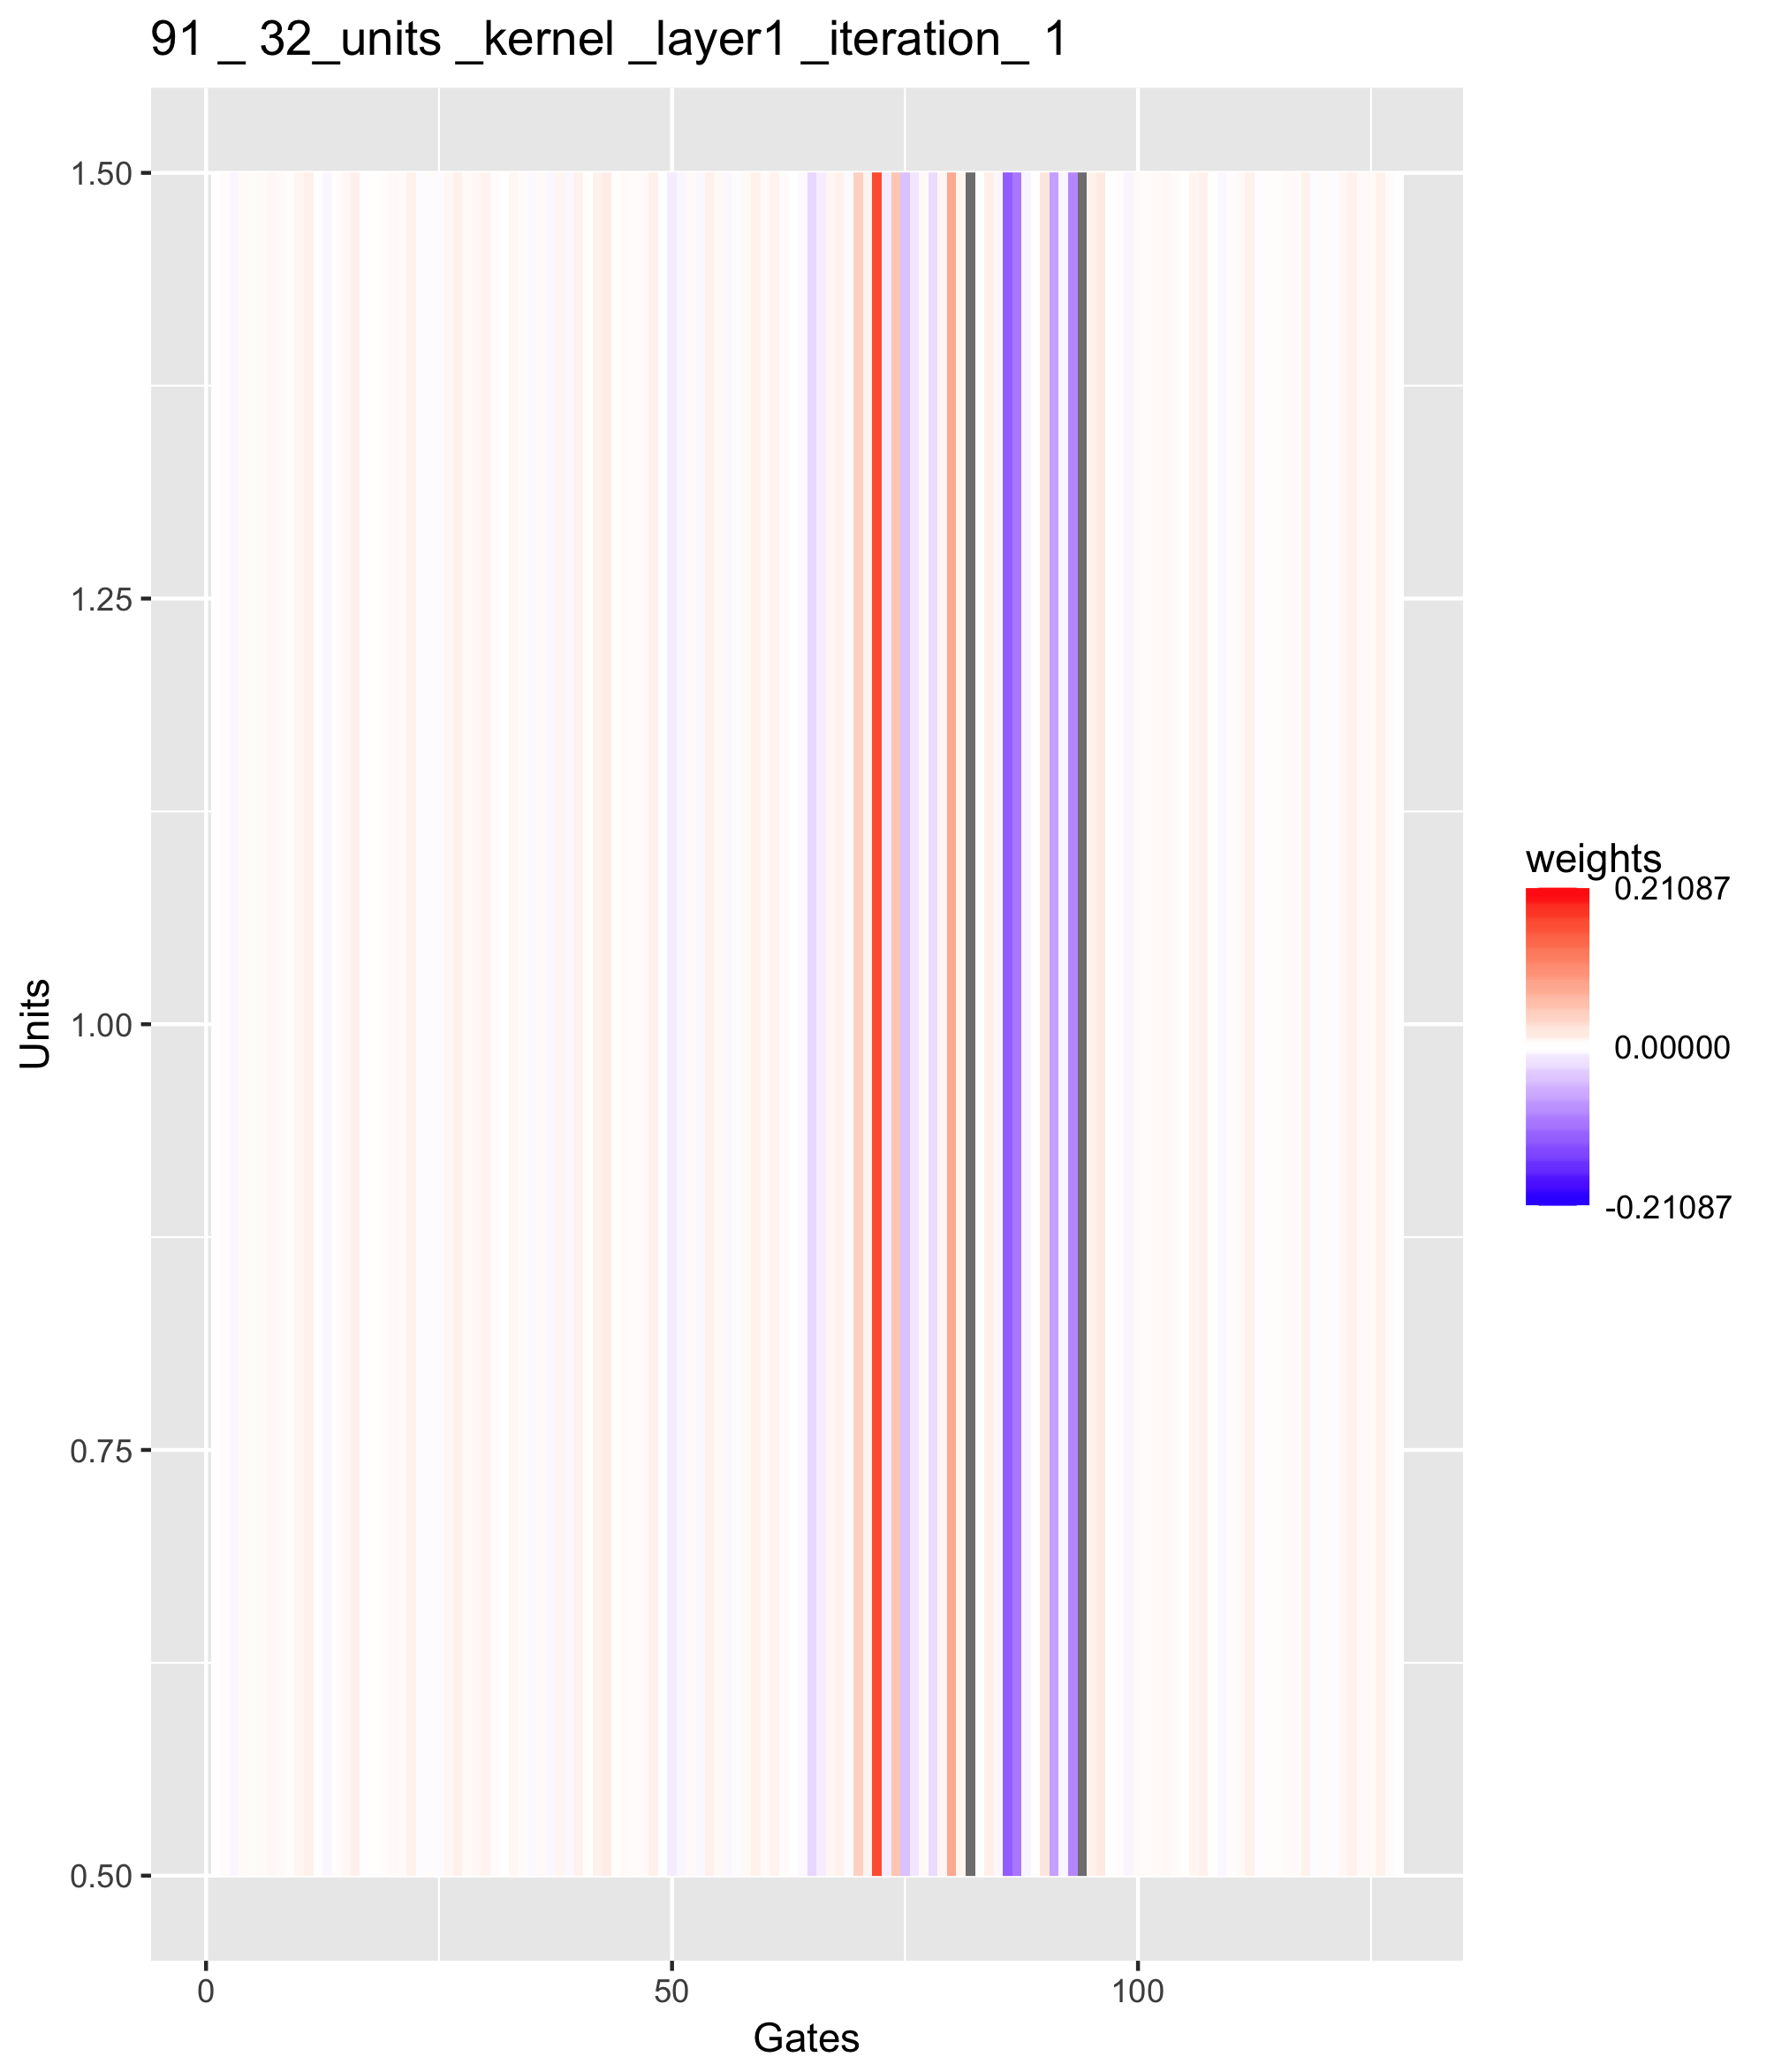 91 _ 32_units _kernel _layer1 _iteration_ 1
1.50
1.25
1.00
0.75
0.50
Units
0
50
100
Gates
weights
0.21087
0.00000
-0.21087